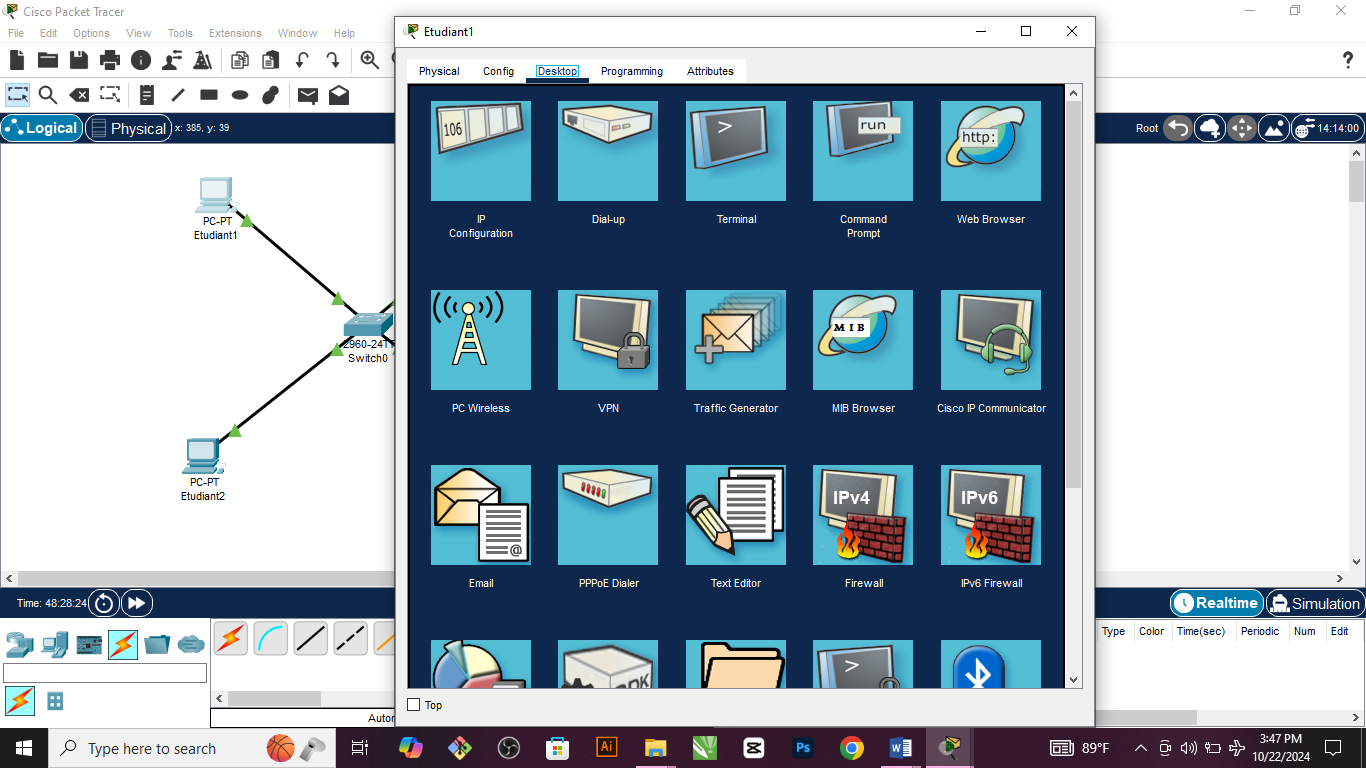 Cisco Packet Tracer
File Edit Options View Tools Extensions Window Help
Logical
Physical
x: 385, y: 39
PC-PT
Etudiant1
2960-24TT
Switch0
PC-PT
Etudiant2
Time: 48:28:24
Etudiant1
Physical Config Desktop Programming Attributes
106
>
run
http:
IP
Configuration
Dial-up
Terminal
Command
Prompt
Web Browser
MIB
PC Wireless
VPN
Traffic Generator
MIB Browser
Cisco IP Communicator
@
IPv4
IPv6
Email
PPPoE Dialer
Text Editor
Firewall
IPv6 Firewall
>
@
Top
Root
14:14:00
Realtime
Simulation
Type Color Time(sec) Periodic Num Edit
?
Type here to search
Ai
Ps
W
89°F
3:47 PM
10/22/2024